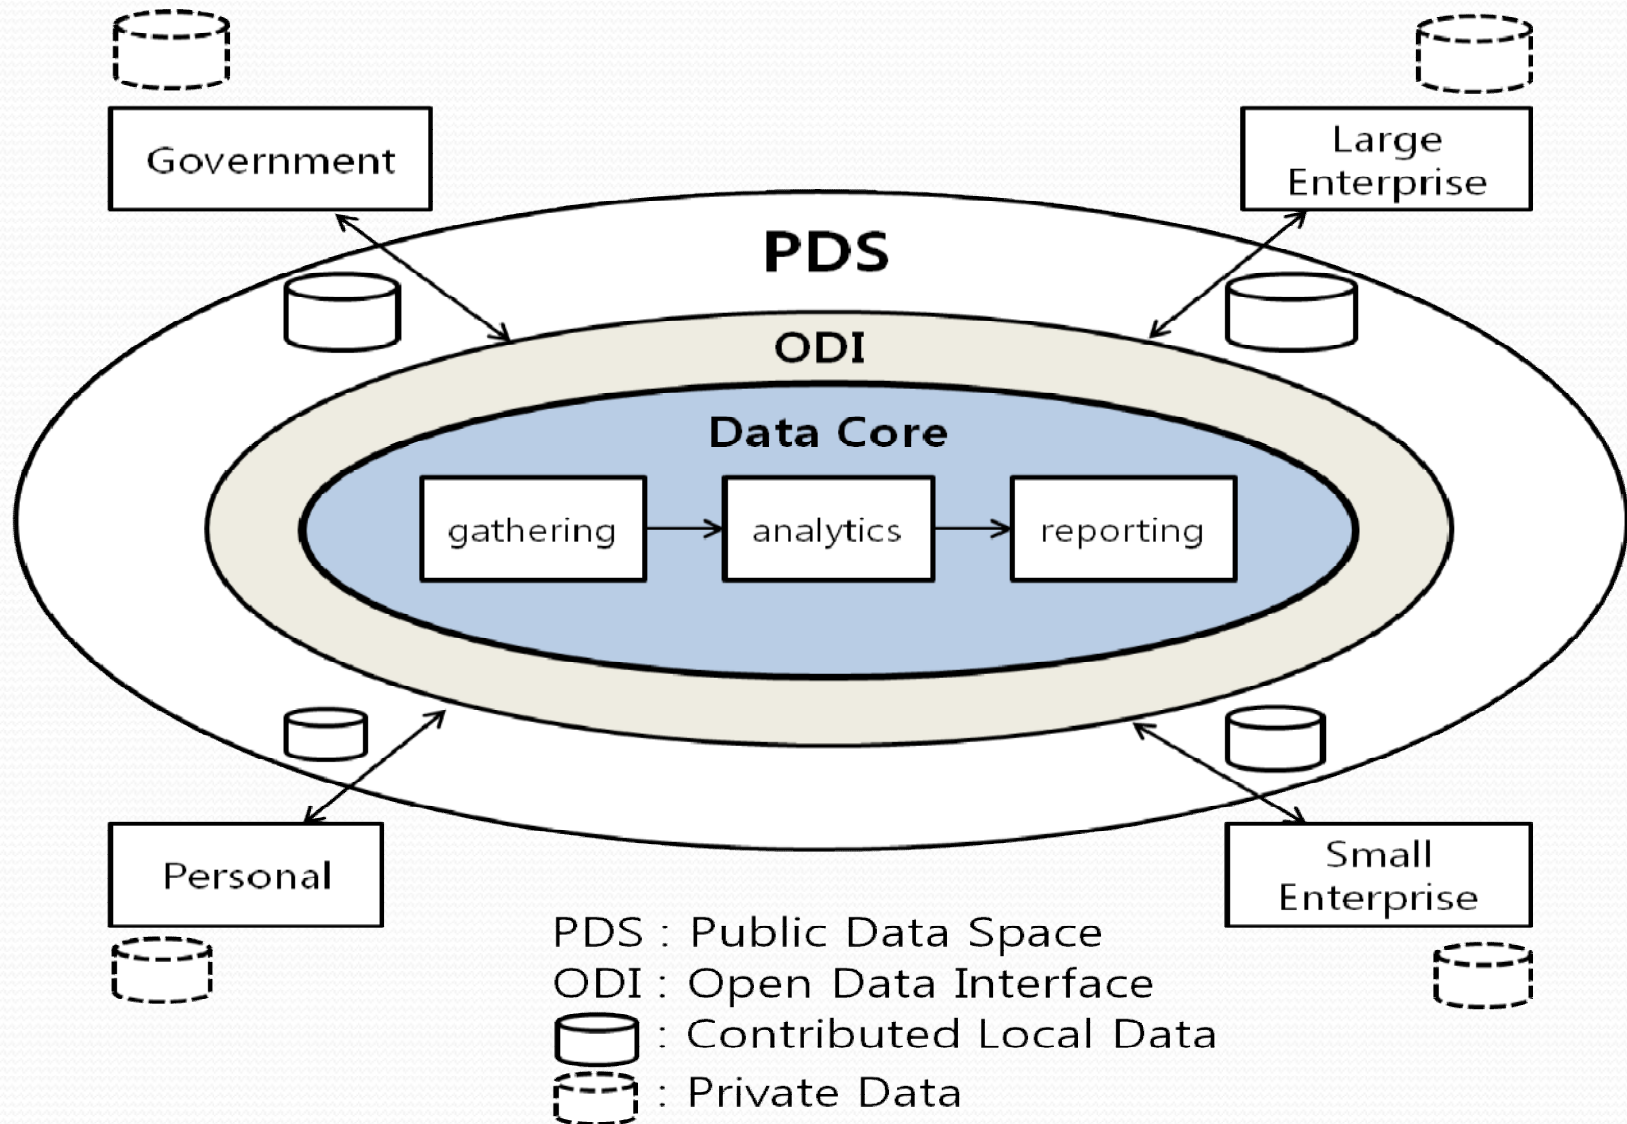 Government
Large
Enterprise
PDS
ODI
Data Core
gathering
analytics
reporting
Personal
Small
Enterprise
PDS : Public Data Space
ODI : Open Data Interface
: Contributed Local Data
: Private Data